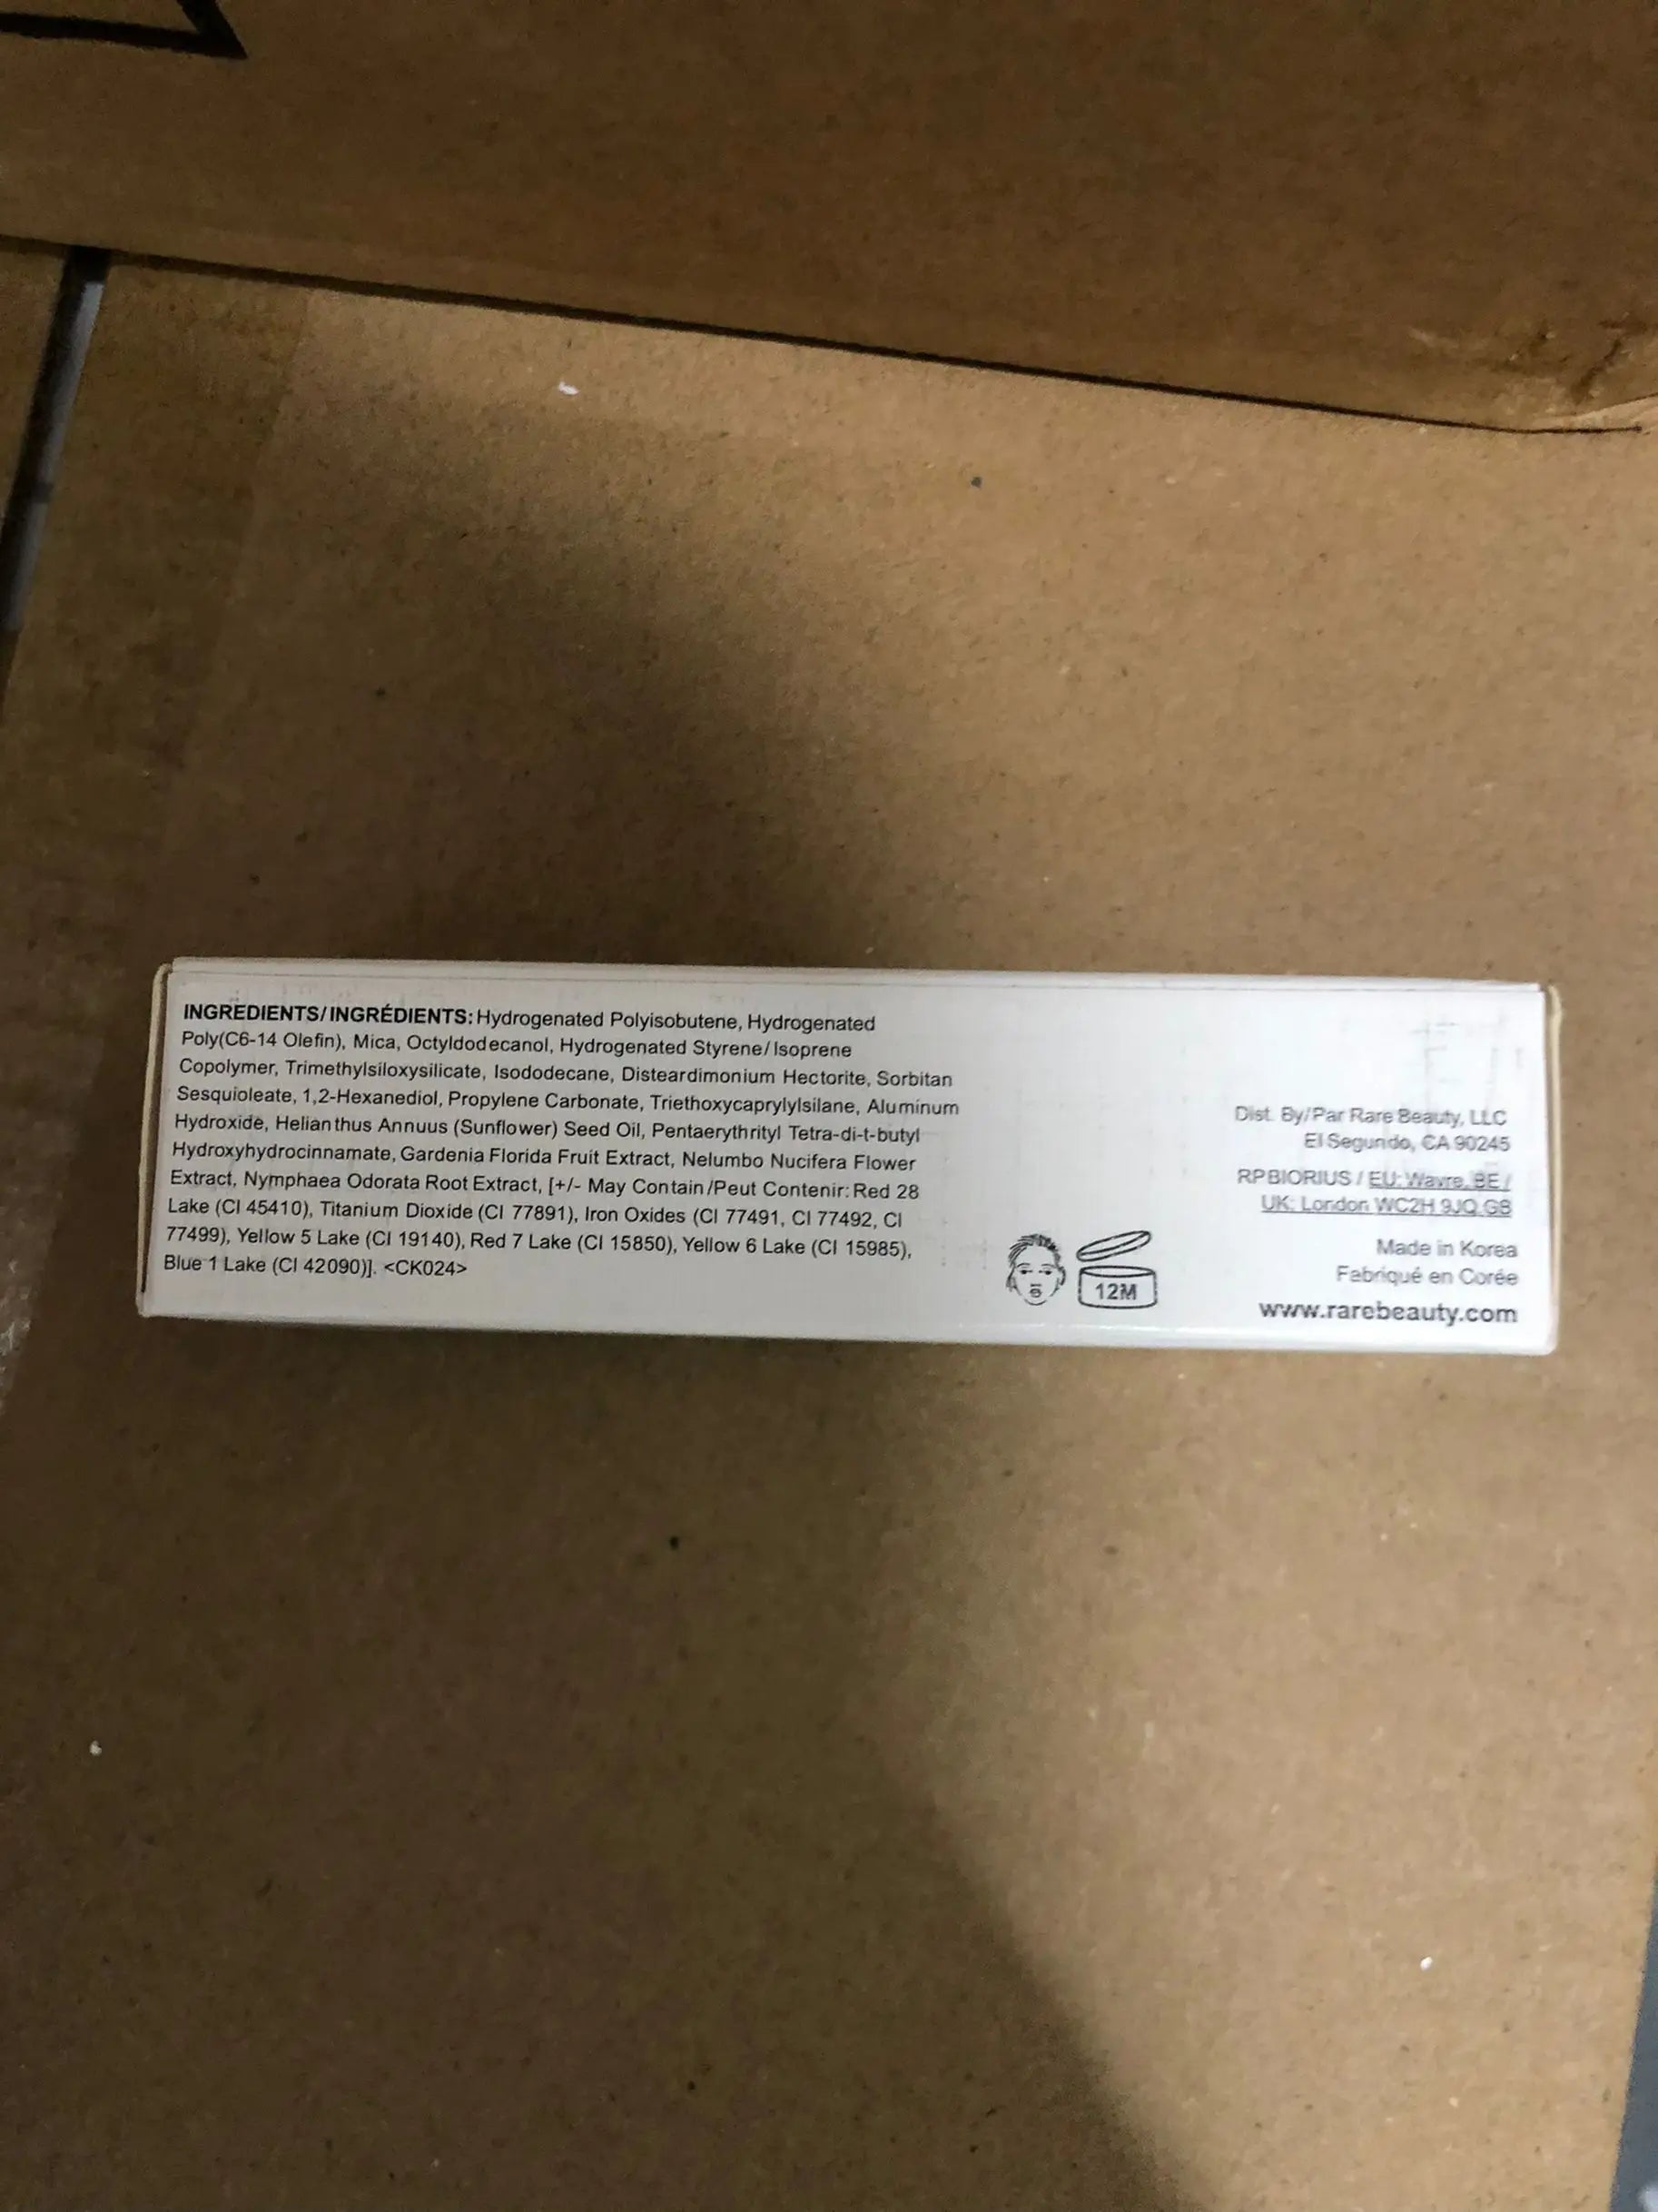 INGREDIENTS/INGRÉDIENTS: Hydrogenated Polyisobutene, Hydrogenated
Poly(C6-14 Olefin), Mica, Octyldodecanol, Hydrogenated Styrene/Isoprene
Copolymer, Trimethylsiloxysilicate, Isododecane, Disteardimonium Hectorite, Sorbitan
Sesquioleate, 1,2-Hexanediol, Propylene Carbonate, Triethoxycaprylylsilane, Aluminum
Hydroxide, Helianthus Annuus (Sunflower) Seed Oil, Pentaerythrityl Tetra-di-t-butyl
Hydroxyhydrocinnamate, Gardenia Florida Fruit Extract, Nelumbo Nucifera Flower
Extract, Nymphaea Odorata Root Extract, [+/- May Contain/Peut Contenir: Red 28
Lake (CI 45410), Titanium Dioxide (CI 77891), Iron Oxides (CI 77491, CI 77492, CI
77499), Yellow 5 Lake (CI 19140), Red 7 Lake (CI 15850), Yellow 6 Lake (CI 15985),
Blue 1 Lake (CI 42090)]. <CK024>
12M
Dist. By/Par Rare Beauty, LLC
El Segundo, CA 90245
RP BIORIUS / EU: Wavre, BE /
UK: London WC2H 9JQ GB
Made in Korea
Fabriqué en Corée
www.rarebeauty.com